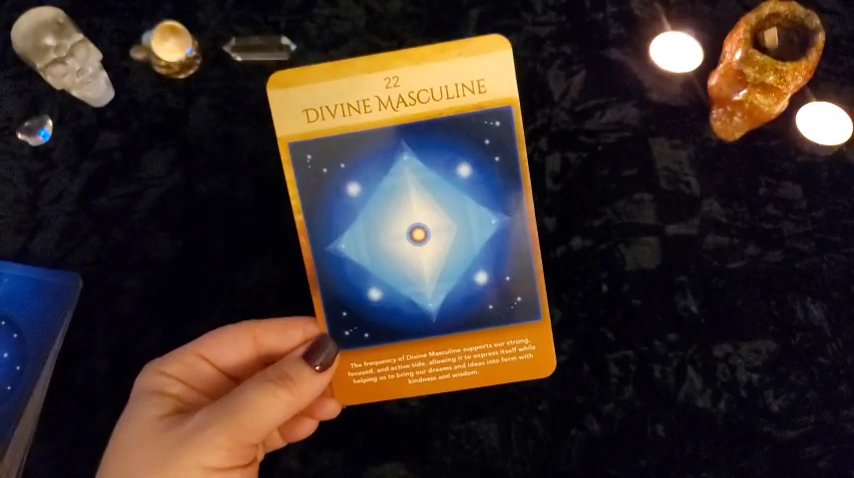 22
DIVINE MASCULINE
The frequency of Divine Masculine supports our strong,
focused, and active side, allowing it to express itself while
helping us to bring our dreams and ideas into form with
kindness and wisdom.